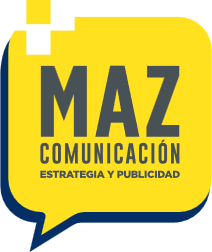 MAZ
COMUNICACIÓN
ESTRATEGIA Y PUBLICIDAD